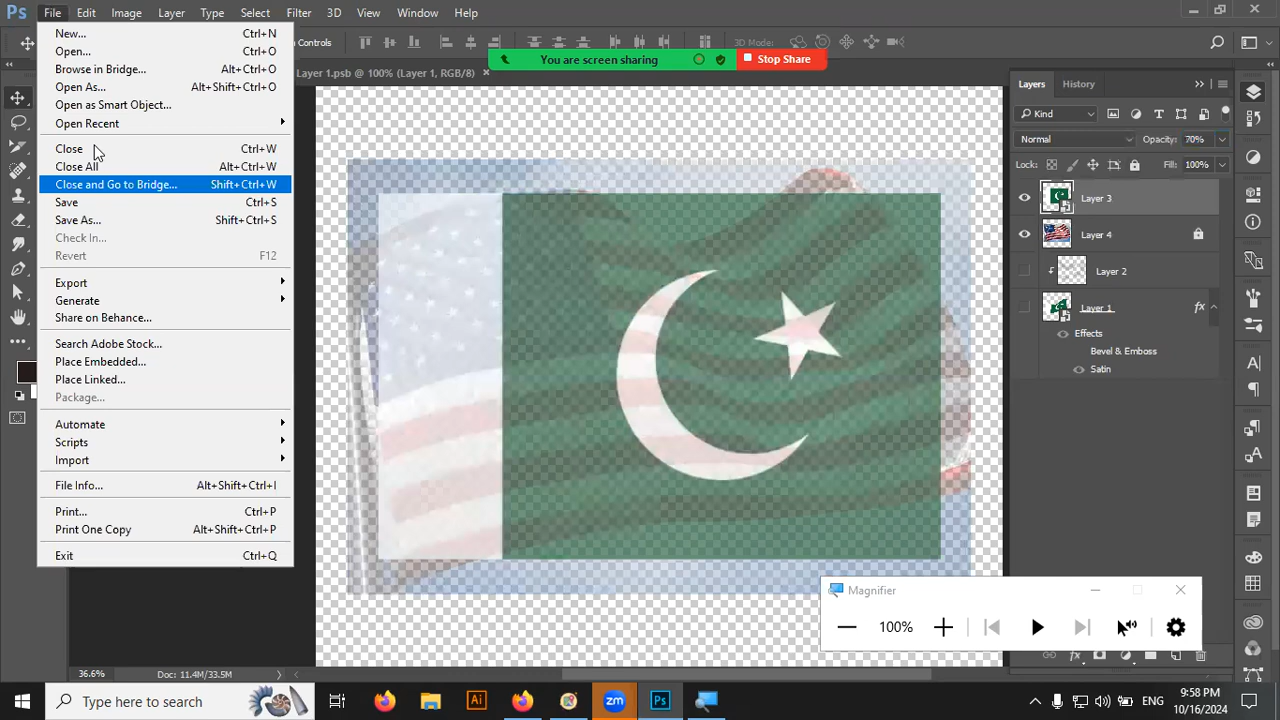 Ps File Edit Image Layer Type Select Filter 3D View Window Help
Controls 3D Mode:
You are screen sharing Stop Share
Layer 1.psb @ 100% (Layer 1, RGB/8) ×
New... Ctrl+N
Open... Ctrl+O
Browse in Bridge... Alt+Ctrl+O
Open As... Alt+Shift+Ctrl+O
Open as Smart Object...
Open Recent
Close Ctrl+W
Close All Alt+Ctrl+W
Close and Go to Bridge... Shift+Ctrl+W
Save Ctrl+S
Save As... Shift+Ctrl+S
Check In...
Revert F12
Export
Generate
Share on Behance...
Search Adobe Stock...
Place Embedded...
Place Linked...
Package...
Automate
Scripts
Import
File Info... Alt+Shift+Ctrl+I
Print... Ctrl+P
Print One Copy Alt+Shift+Ctrl+P
Exit Ctrl+Q
Layers History
Kind
Normal Opacity: 70%
Lock: Fill: 100%
Layer 3
Layer 4
Layer 2
Layer 1 fx
Effects
Bevel & Emboss
Satin
Magnifier
100%
36.6% Doc: 11.4M/33.5M
fx
Type here to search Ai zm Ps ENG
9:58 PM
10/16/2024